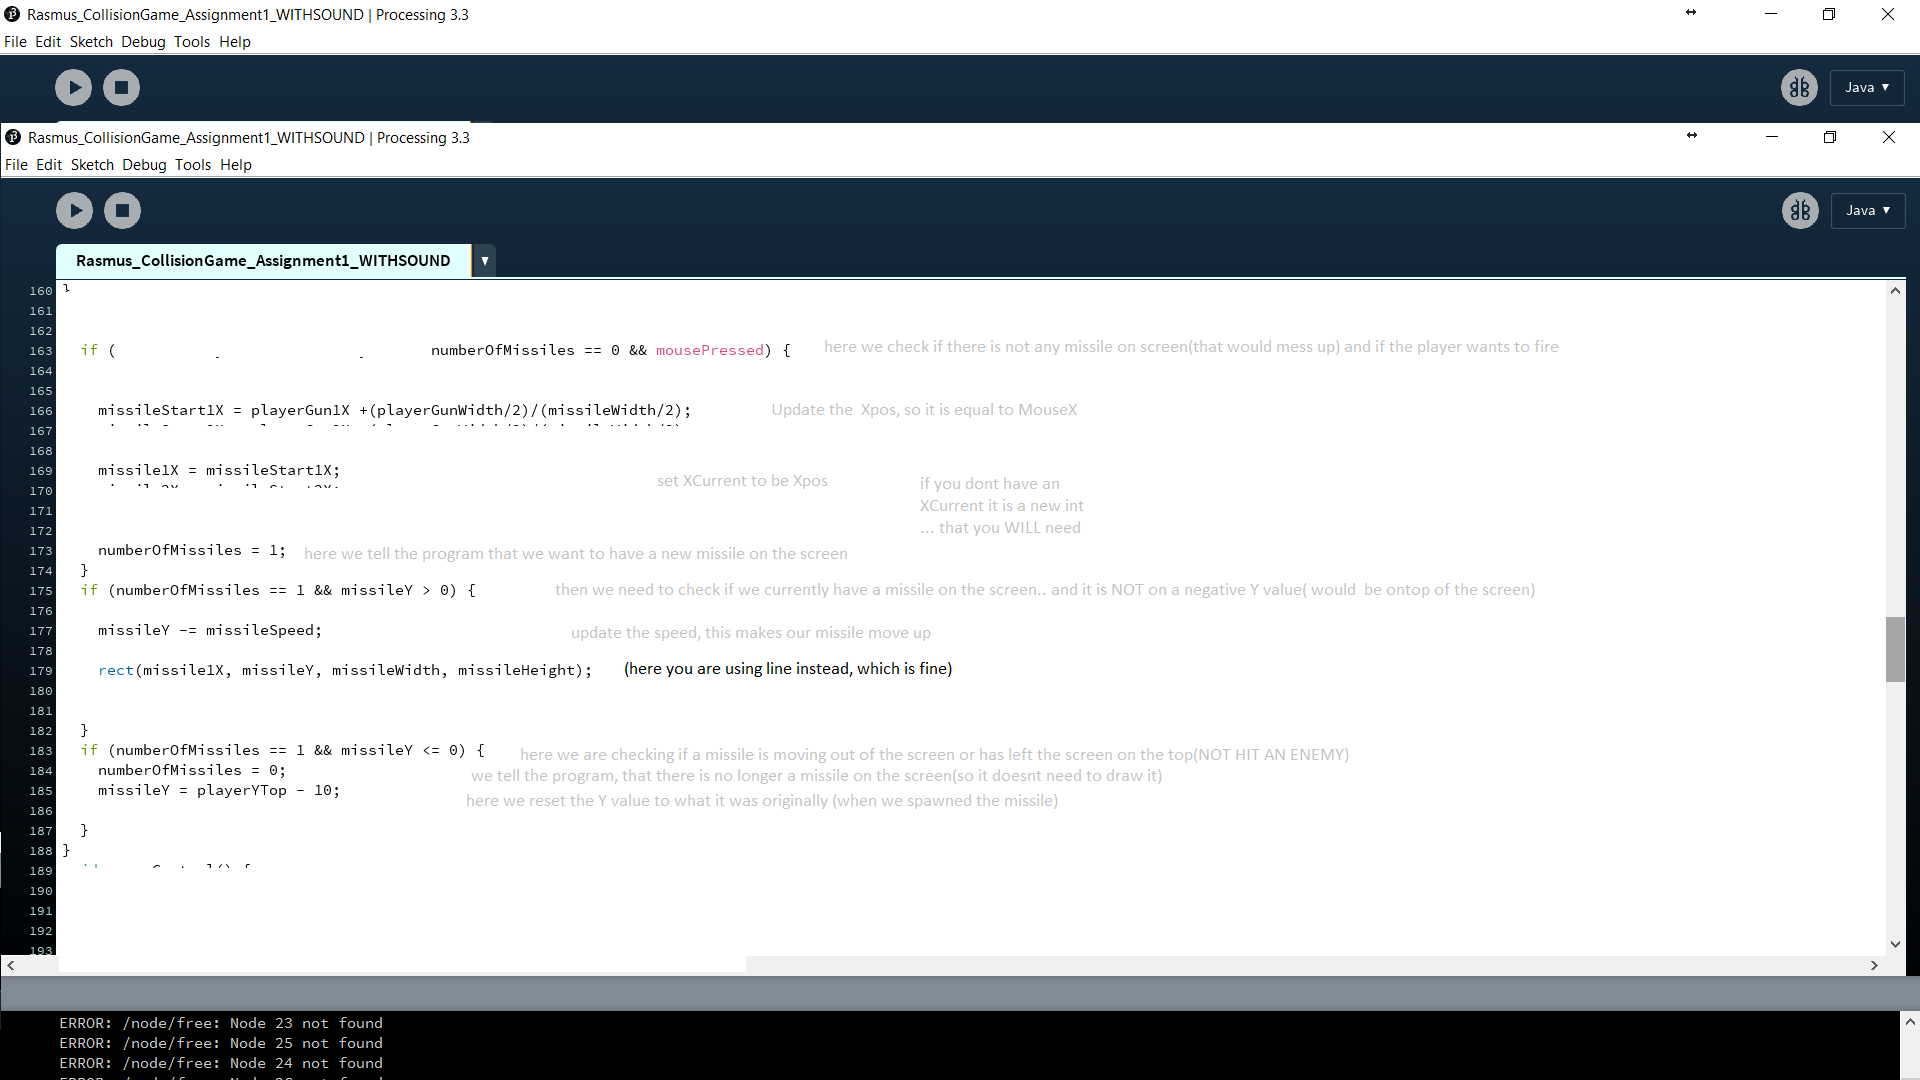 Rasmus_CollisionGame_Assignment1_WITHSOUND | Processing 3.3
File Edit Sketch Debug Tools Help
Java ▼
Rasmus_CollisionGame_Assignment1_WITHSOUND | Processing 3.3
File Edit Sketch Debug Tools Help
Java ▼
Rasmus_CollisionGame_Assignment1_WITHSOUND ▼
160 }
161
162
163 if ( numberOfMissiles == 0 && mousePressed) { here we check if there is not any missile on screen(that would mess up) and if the player wants to fire
164
165
166 missileStart1X = playerGun1X +(playerGunWidth/2)/(missileWidth/2); Update the Xpos, so it is equal to MouseX
167
168
169 missile1X = missileStart1X;
set XCurrent to be Xpos if you dont have an
170
171 XCurrent it is a new int
172 ... that you WILL need
173 numberOfMissiles = 1; here we tell the program that we want to have a new missile on the screen
174 }
175 if (numberOfMissiles == 1 && missileY > 0) { then we need to check if we currently have a missile on the screen.. and it is NOT on a negative Y value( would be ontop of the screen)
176
177 missileY -= missileSpeed; update the speed, this makes our missile move up
178
179 rect(missile1X, missileY, missileWidth, missileHeight); (here you are using line instead, which is fine)
180
181
182 }
183 if (numberOfMissiles == 1 && missileY <= 0) { here we are checking if a missile is moving out of the screen or has left the screen on the top(NOT HIT AN ENEMY)
184 numberOfMissiles = 0; we tell the program, that there is no longer a missile on the screen(so it doesnt need to draw it)
185 missileY = playerYTop - 10; here we reset the Y value to what it was originally (when we spawned the missile)
186
187 }
188 }
189
190
191
192
193
ERROR: /node/free: Node 23 not found
ERROR: /node/free: Node 25 not found
ERROR: /node/free: Node 24 not found